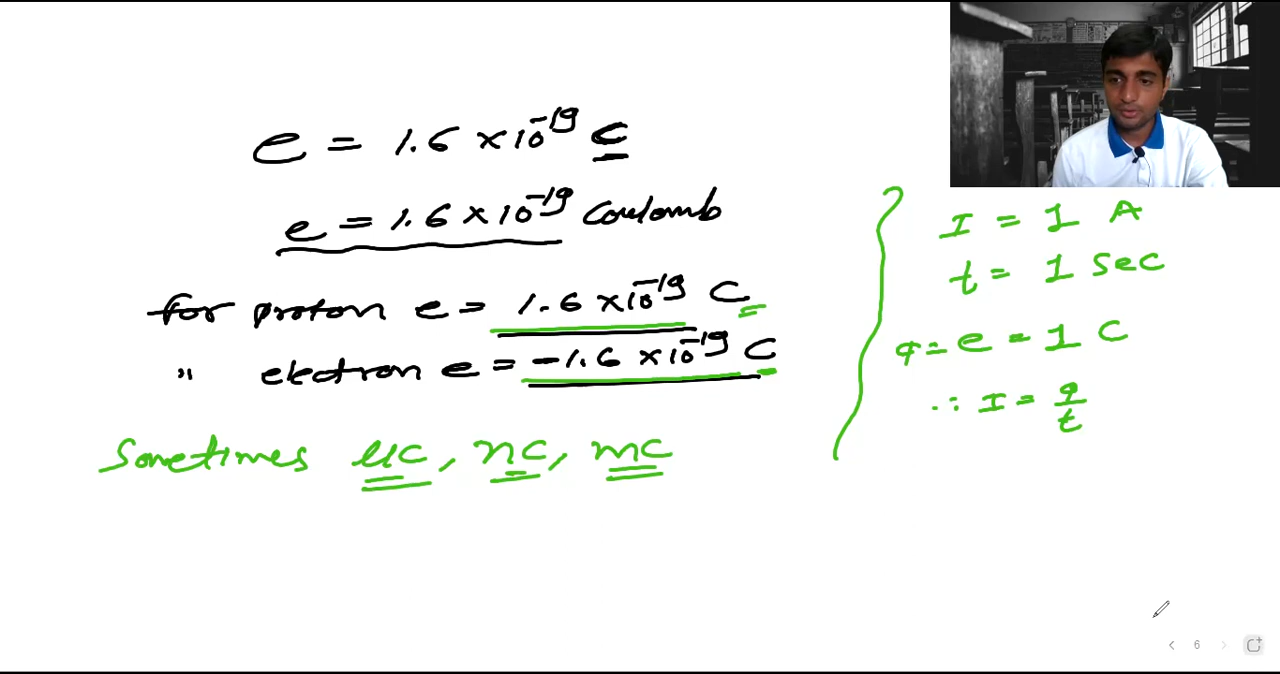 e = 1.6 ×10⁻¹⁹ C
e = 1.6 ×10⁻¹⁹ Coulomb
for proton e = 1.6 ×10⁻¹⁹ C
" electron e = -1.6 ×10⁻¹⁹ C
Sometimes μC, nC, mC
I = 1 A
t = 1 Sec
q = e = 1 C
∴ I = q/t
6